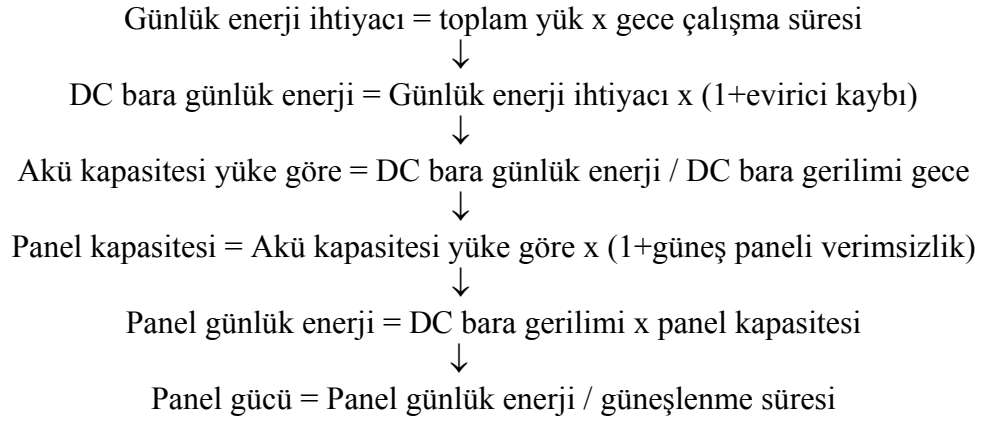 Günlük enerji ihtiyacı = toplam yük x gece çalışma süresi
↓
DC bara günlük enerji = Günlük enerji ihtiyacı x (1+evirici kaybı)
↓
Akü kapasitesi yüke göre = DC bara günlük enerji / DC bara gerilimi gece
↓
Panel kapasitesi = Akü kapasitesi yüke göre x (1+güneş paneli verimsizlik)
↓
Panel günlük enerji = DC bara gerilimi x panel kapasitesi
↓
Panel gücü = Panel günlük enerji / güneşlenme süresi